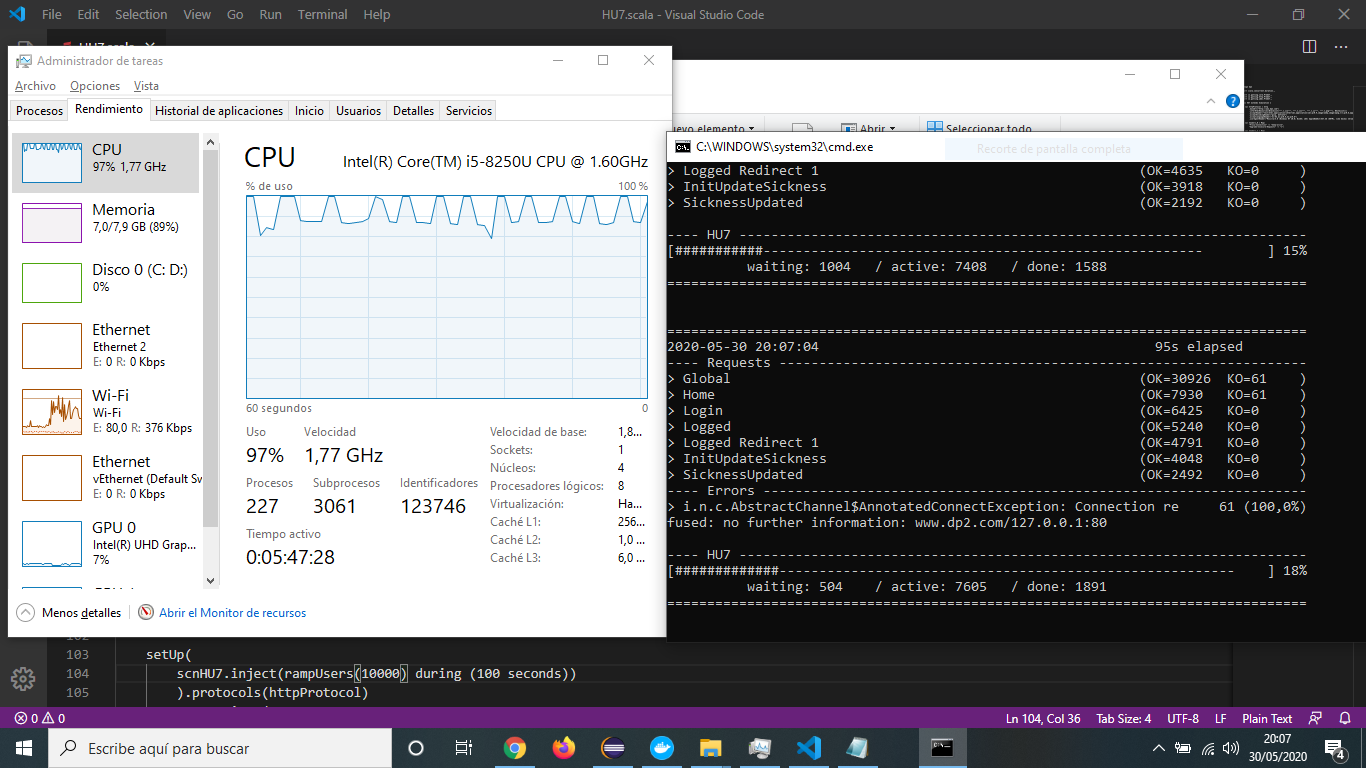 File Edit Selection View Go Run Terminal Help HU7.scala - Visual Studio Code
Administrador de tareas
Archivo Opciones Vista
Procesos Rendimiento Historial de aplicaciones Inicio Usuarios Detalles Servicios
CPU
97% 1,77 GHz
Memoria
7,0/7,9 GB (89%)
Disco 0 (C: D:)
0%
Ethernet
Ethernet 2
E: 0 R: 0 Kbps
Wi-Fi
Wi-Fi
E: 80,0 R: 376 Kbps
Ethernet
vEthernet (Default Sv
E: 0 R: 0 Kbps
GPU 0
Intel(R) UHD Grap...
7%
CPU Intel(R) Core(TM) i5-8250U CPU @ 1.60GHz
% de uso 100 %
60 segundos 0
Uso Velocidad
97% 1,77 GHz
Procesos Subprocesos Identificadores
227 3061 123746
Tiempo activo
0:05:47:28
Velocidad de base: 1,8...
Sockets: 1
Núcleos: 4
Procesadores lógicos: 8
Virtualización: Ha...
Caché L1: 256...
Caché L2: 1,0 ...
Caché L3: 6,0 ...
Menos detalles Abrir el Monitor de recursos
uevo elemento Abrir Seleccionar todo
C:\WINDOWS\system32\cmd.exe
Recorte de pantalla completa
> Logged Redirect 1 (OK=4635 KO=0 )
> InitUpdateSickness (OK=3918 KO=0 )
> SicknessUpdated (OK=2192 KO=0 )
---- HU7 -----------------------------------------------------------------------
[###########-------------------------------------------------------- ] 15%
waiting: 1004 / active: 7408 / done: 1588
================================================================================
================================================================================
2020-05-30 20:07:04 95s elapsed
---- Requests ------------------------------------------------------------------
> Global (OK=30926 KO=61 )
> Home (OK=7930 KO=61 )
> Login (OK=6425 KO=0 )
> Logged (OK=5240 KO=0 )
> Logged Redirect 1 (OK=4791 KO=0 )
> InitUpdateSickness (OK=4048 KO=0 )
> SicknessUpdated (OK=2492 KO=0 )
---- Errors --------------------------------------------------------------------
> i.n.c.AbstractChannel$AnnotatedConnectException: Connection re 61 (100,0%)
fused: no further information: www.dp2.com/127.0.0.1:80
---- HU7 -----------------------------------------------------------------------
[#############---------------------------------------------------------- ] 18%
waiting: 504 / active: 7605 / done: 1891
================================================================================
103 setUp(
104 scnHU7.inject(rampUsers(10000) during (100 seconds))
105 ).protocols(httpProtocol)
0 0 Ln 104, Col 36 Tab Size: 4 UTF-8 LF Plain Text
Escribe aquí para buscar
20:07
30/05/2020
4